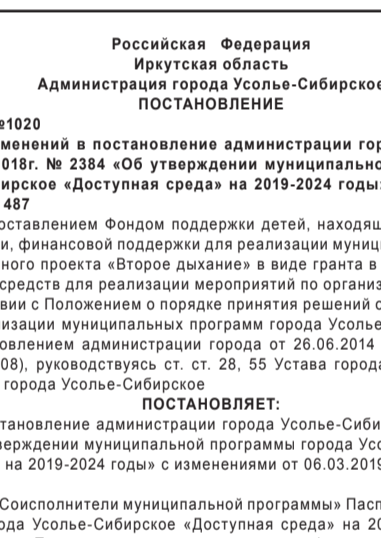 Российская Федерация
Иркутская область
Администрация города Усолье-Сибирское
ПОСТАНОВЛЕНИЕ
№1020
менений в постановление администрации гор
018г. № 2384 «Об утверждении муниципально
ирское «Доступная среда» на 2019-2024 годы»
487
оставлением Фондом поддержки детей, находящ
и, финансовой поддержки для реализации муници
ного проекта «Второе дыхание» в виде гранта в
средств для реализации мероприятий по организ
вии с Положением о порядке принятия решений о
лизации муниципальных программ города Усолье
овлением администрации города от 26.06.2014
08), руководствуясь ст. ст. 28, 55 Устава города
города Усолье-Сибирское
ПОСТАНОВЛЯЕТ:
тановление администрации города Усолье-Сиби
верждении муниципальной программы города Усо
на 2019-2024 годы» с изменениями от 06.03.2019
Соисполнители муниципальной программы» Пасп
ода Усолье-Сибирское «Доступная среда» на 20